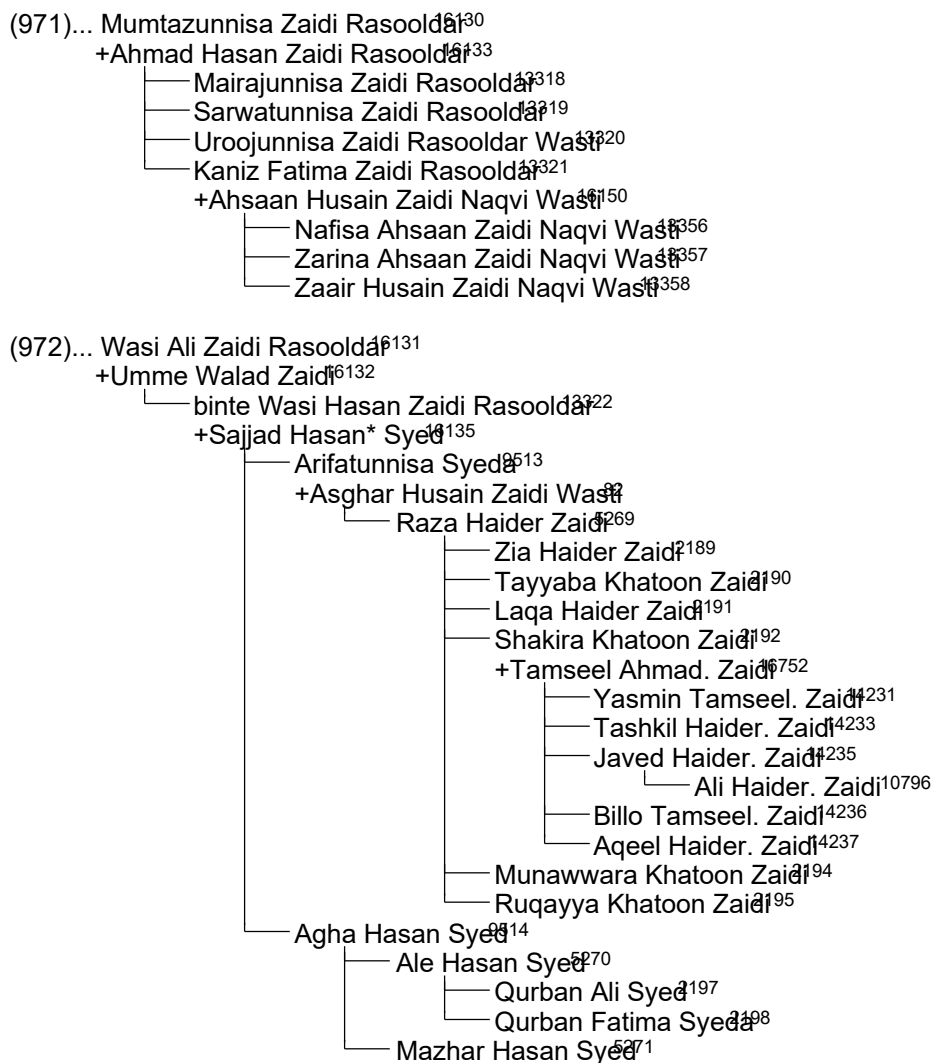 (971)... Mumtazunnisa Zaidi Rasooldar16130
+Ahmad Hasan Zaidi Rasooldar16133
Mairajunnisa Zaidi Rasooldar13318
Sarwatunnisa Zaidi Rasooldar13319
Uroojunnisa Zaidi Rasooldar Wasti13320
Kaniz Fatima Zaidi Rasooldar13321
+Ahsaan Husain Zaidi Naqvi Wasti16150
Nafisa Ahsaan Zaidi Naqvi Wasti13356
Zarina Ahsaan Zaidi Naqvi Wasti13357
Zaair Husain Zaidi Naqvi Wasti13358
(972)... Wasi Ali Zaidi Rasooldar16131
+Umme Walad Zaidi16132
binte Wasi Hasan Zaidi Rasooldar13322
+Sajjad Hasan* Syed16135
Arifatunnisa Syeda9513
+Asghar Husain Zaidi Wasti82
Raza Haider Zaidi5269
Zia Haider Zaidi2189
Tayyaba Khatoon Zaidi2190
Laqa Haider Zaidi2191
Shakira Khatoon Zaidi2192
+Tamseel Ahmad. Zaidi16752
Yasmin Tamseel. Zaidi14231
Tashkil Haider. Zaidi14233
Javed Haider. Zaidi14235
Ali Haider. Zaidi10796
Billo Tamseel. Zaidi14236
Aqeel Haider. Zaidi14237
Munawwara Khatoon Zaidi2194
Ruqayya Khatoon Zaidi2195
Agha Hasan Syed9514
Ale Hasan Syed5270
Qurban Ali Syed2197
Qurban Fatima Syeda2198
Mazhar Hasan Syed5271